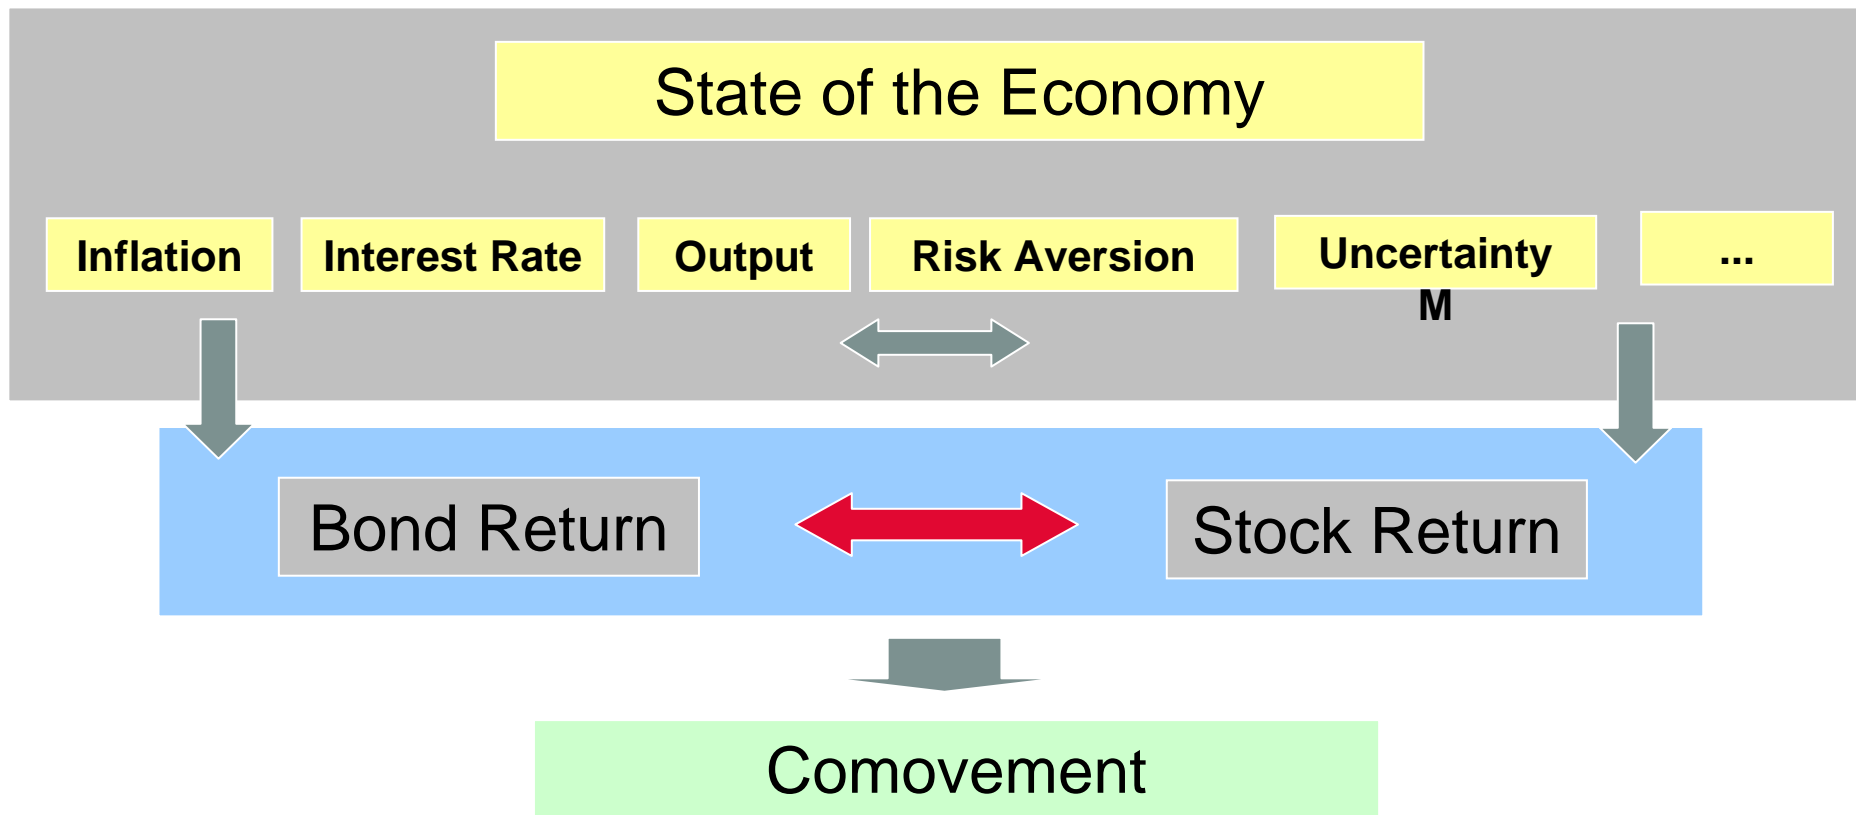 State of the Economy
Inflation
Interest Rate
Output
Risk Aversion
Uncertainty
M
...
Bond Return
Stock Return
Comovement